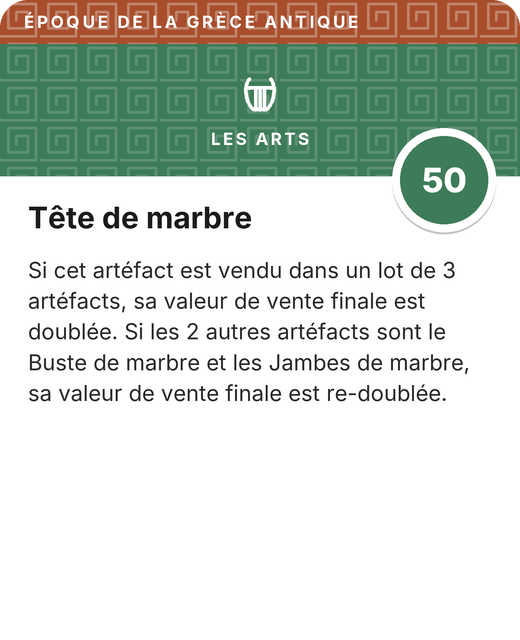 ÉPOQUE DE LA GRÈCE ANTIQUE
LES ARTS
50
Tête de marbre
Si cet artéfact est vendu dans un lot de 3
artéfacts, sa valeur de vente finale est
doublée. Si les 2 autres artéfacts sont le
Buste de marbre et les Jambes de marbre,
sa valeur de vente finale est re-doublée.